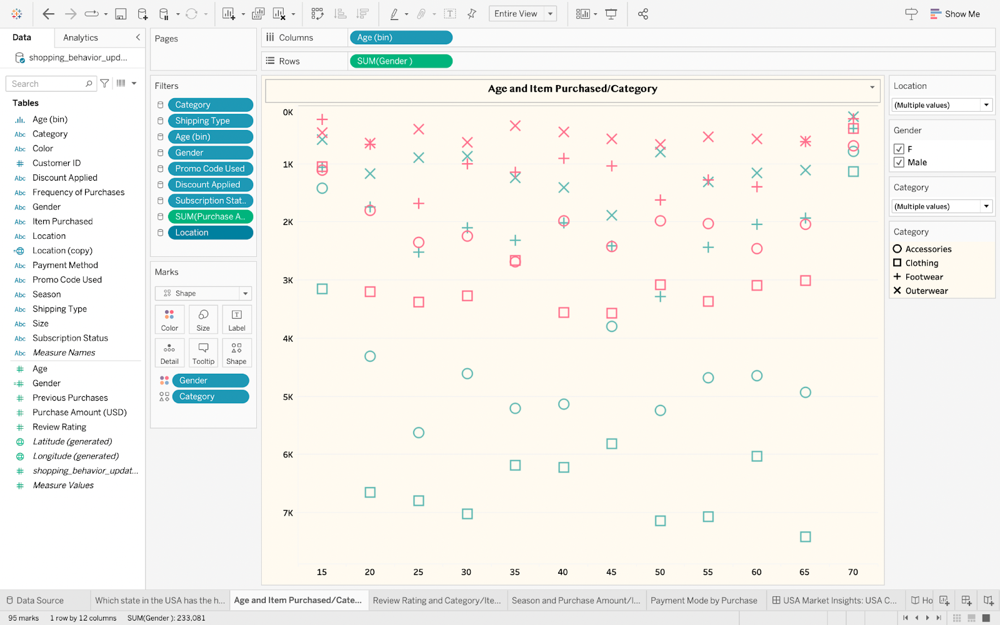 Entire View
Show Me
Data
Analytics
shopping_behavior_upd...
Search
Tables
Age (bin)
Abc Category
Abc Color
Customer ID
Abc Discount Applied
Abc Frequency of Purchases
Abc Gender
Abc Item Purchased
Abc Location
Location (copy)
Abc Payment Method
Abc Promo Code Used
Abc Season
Abc Shipping Type
Abc Size
Abc Subscription Status
Abc Measure Names
Age
Gender
Previous Purchases
Purchase Amount (USD)
Review Rating
Latitude (generated)
Longitude (generated)
shopping_behavior_updat...
Measure Values
Pages
Filters
Category
Shipping Type
Age (bin)
Gender
Promo Code Used
Discount Applied
Subscription Stat..
SUM(Purchase A..
Location
Marks
Shape
Color
Size
Label
Detail
Tooltip
Shape
Gender
Category
Columns
Age (bin)
Rows
SUM(Gender )
Age and Item Purchased/Category
0K
1K
2K
3K
4K
5K
6K
7K
15 20 25 30 35 40 45 50 55 60 65 70
Location
(Multiple values)
Gender
F
Male
Category
(Multiple values)
Category
Accessories
Clothing
Footwear
Outerwear
Data Source
Which state in the USA has the h...
Age and Item Purchased/Cate...
Review Rating and Category/Ite...
Season and Purchase Amount/I...
Payment Mode by Purchase
USA Market Insights: USA C...
Ho
95 marks
1 row by 12 columns
SUM(Gender ): 233,081